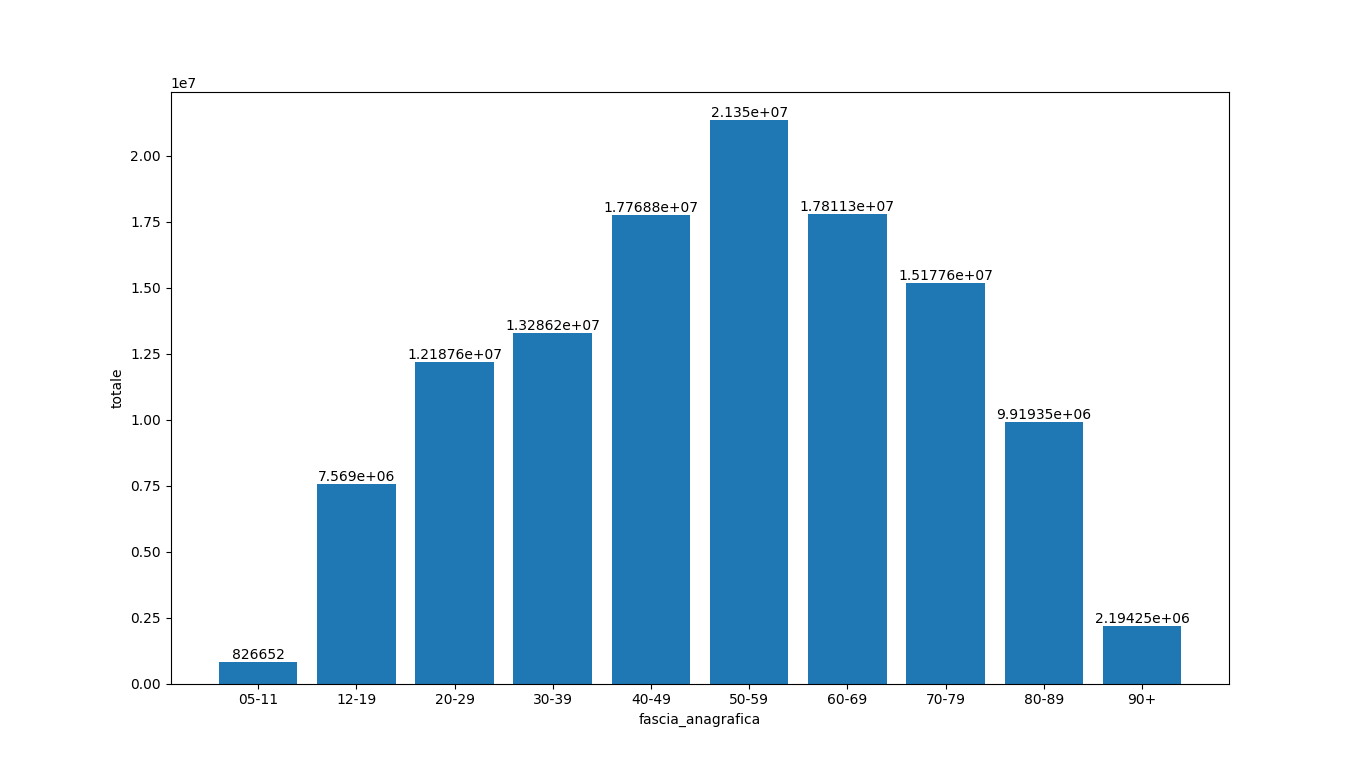 1e7
2.135e+07
2.00
1.77688e+07
1.78113e+07
1.75
1.51776e+07
1.50
1.32862e+07
1.25
1.21876e+07
totale
1.00
9.91935e+06
7.569e+06
0.75
0.50
0.25
2.19425e+06
826652
0.00
05-11 12-19 20-29 30-39 40-49 50-59 60-69 70-79 80-89 90+
fascia_anagrafica